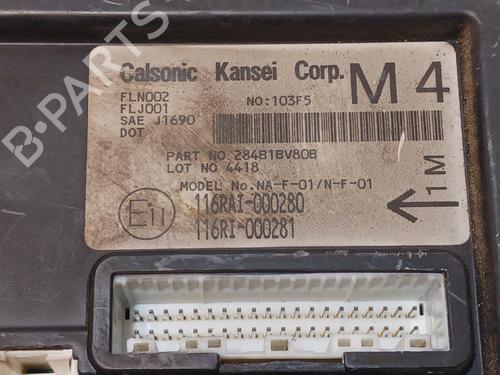 Calsonic Kansei Corp. M 4
FLN002
FLJ001
NO:103F5
SAE J1690
DOT
PART NO 284B1BV80B
LOT NO 4418
MODEL No.NA-F-01/N-F-01
E11
116RAI-000280
116RI-000281
1M